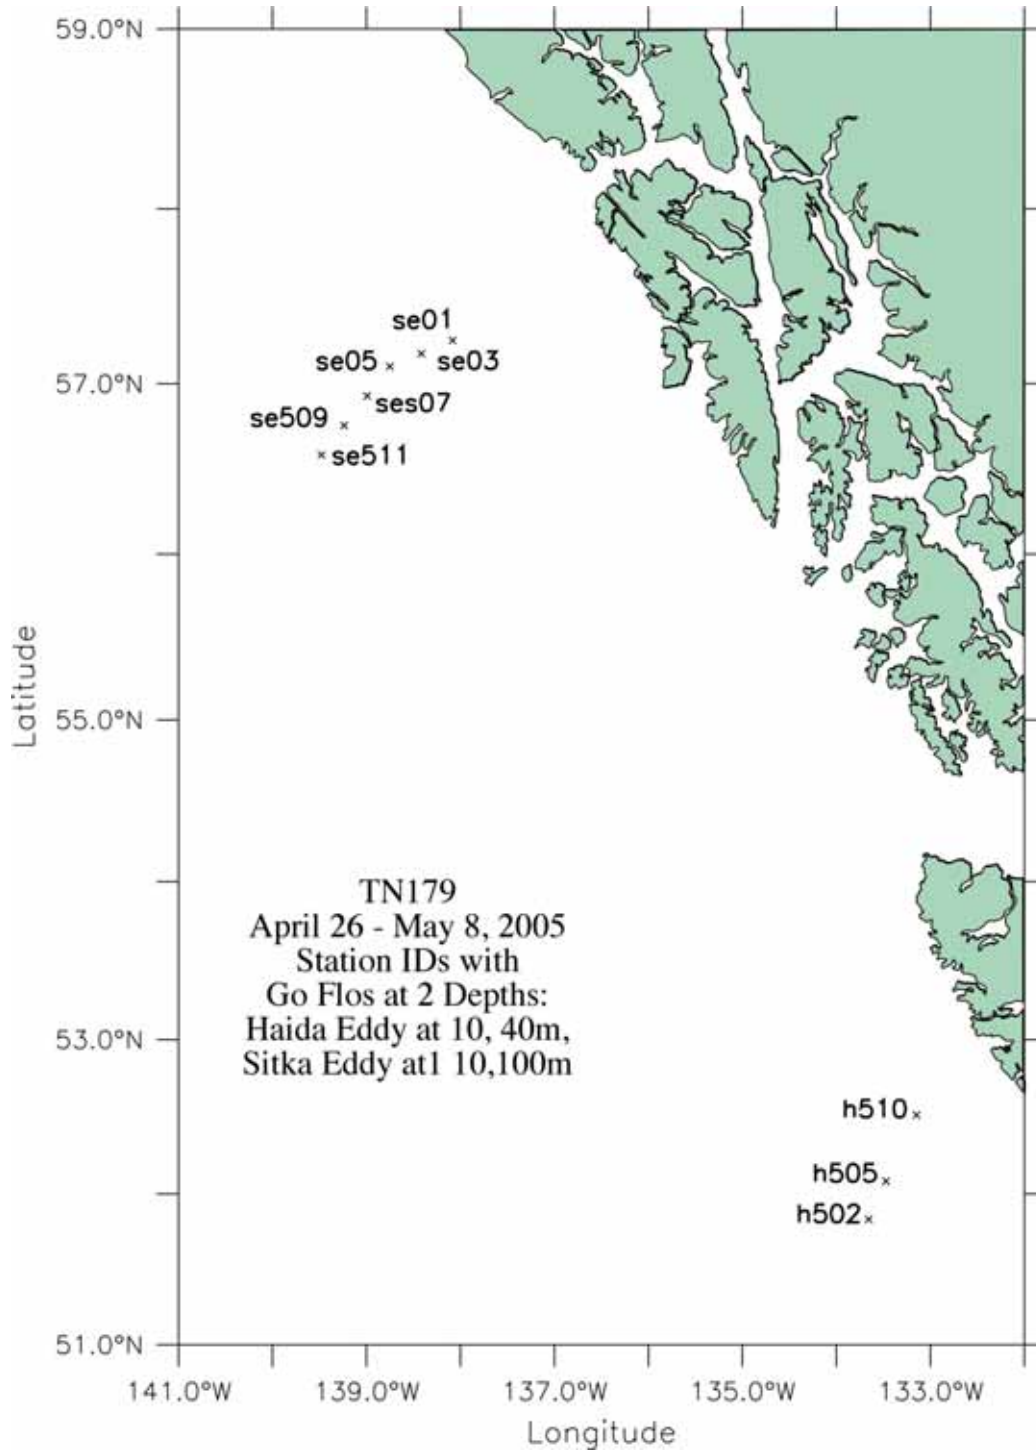 59.0°N
se01
se05
se03
57.0°N
ses07
se509
se511
Latitude
55.0°N
TN179
April 26 - May 8, 2005
Station IDs with
Go Flos at 2 Depths:
Haida Eddy at 10, 40m,
Sitka Eddy at1 10,100m
53.0°N
h510
h505
h502
51.0°N
141.0°W 139.0°W 137.0°W 135.0°W 133.0°W
Longitude